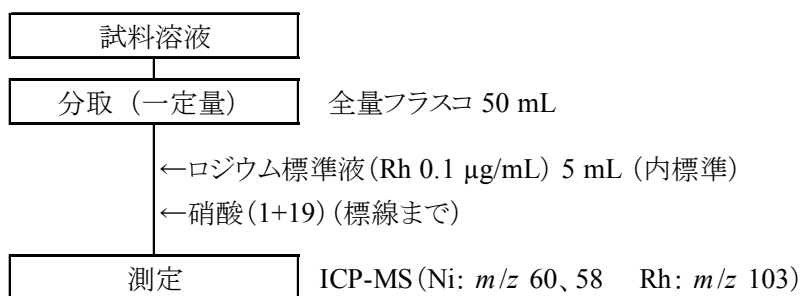 試料溶液
分取（一定量） 全量フラスコ 50 mL
←ロジウム標準液(Rh 0.1 µg/mL) 5 mL (内標準)
←硝酸(1+19) (標線まで)
測定 ICP-MS(Ni: m/z 60、58 Rh: m/z 103)